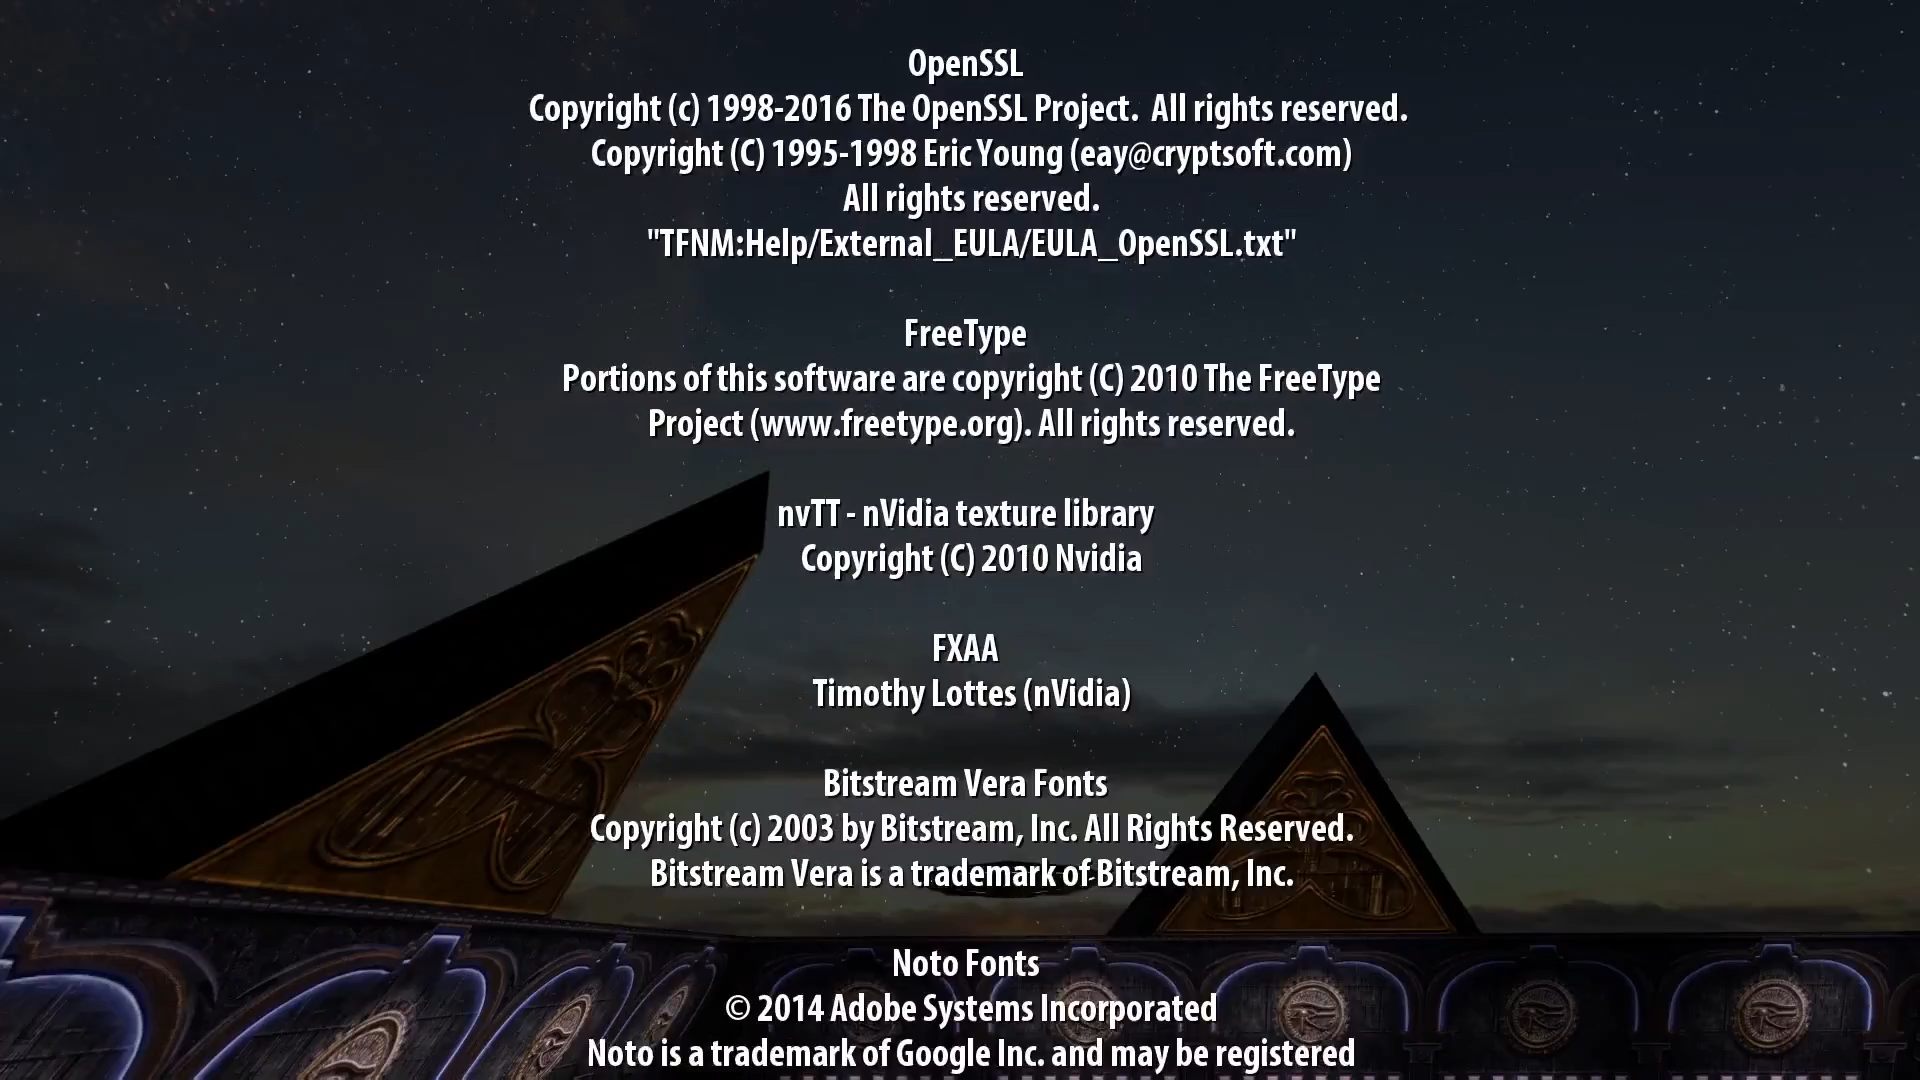 OpenSSL
Copyright (c) 1998-2016 The OpenSSL Project.  All rights reserved.
Copyright (C) 1995-1998 Eric Young (eay@cryptsoft.com)
All rights reserved.
"TFNM:Help/External_EULA/EULA_OpenSSL.txt"
FreeType
Portions of this software are copyright (C) 2010 The FreeType
Project (www.freetype.org). All rights reserved.
nvTT - nVidia texture library
Copyright (C) 2010 Nvidia
FXAA
Timothy Lottes (nVidia)
Bitstream Vera Fonts
Copyright (c) 2003 by Bitstream, Inc. All Rights Reserved.
Bitstream Vera is a trademark of Bitstream, Inc.
Noto Fonts
© 2014 Adobe Systems Incorporated
Noto is a trademark of Google Inc. and may be registered